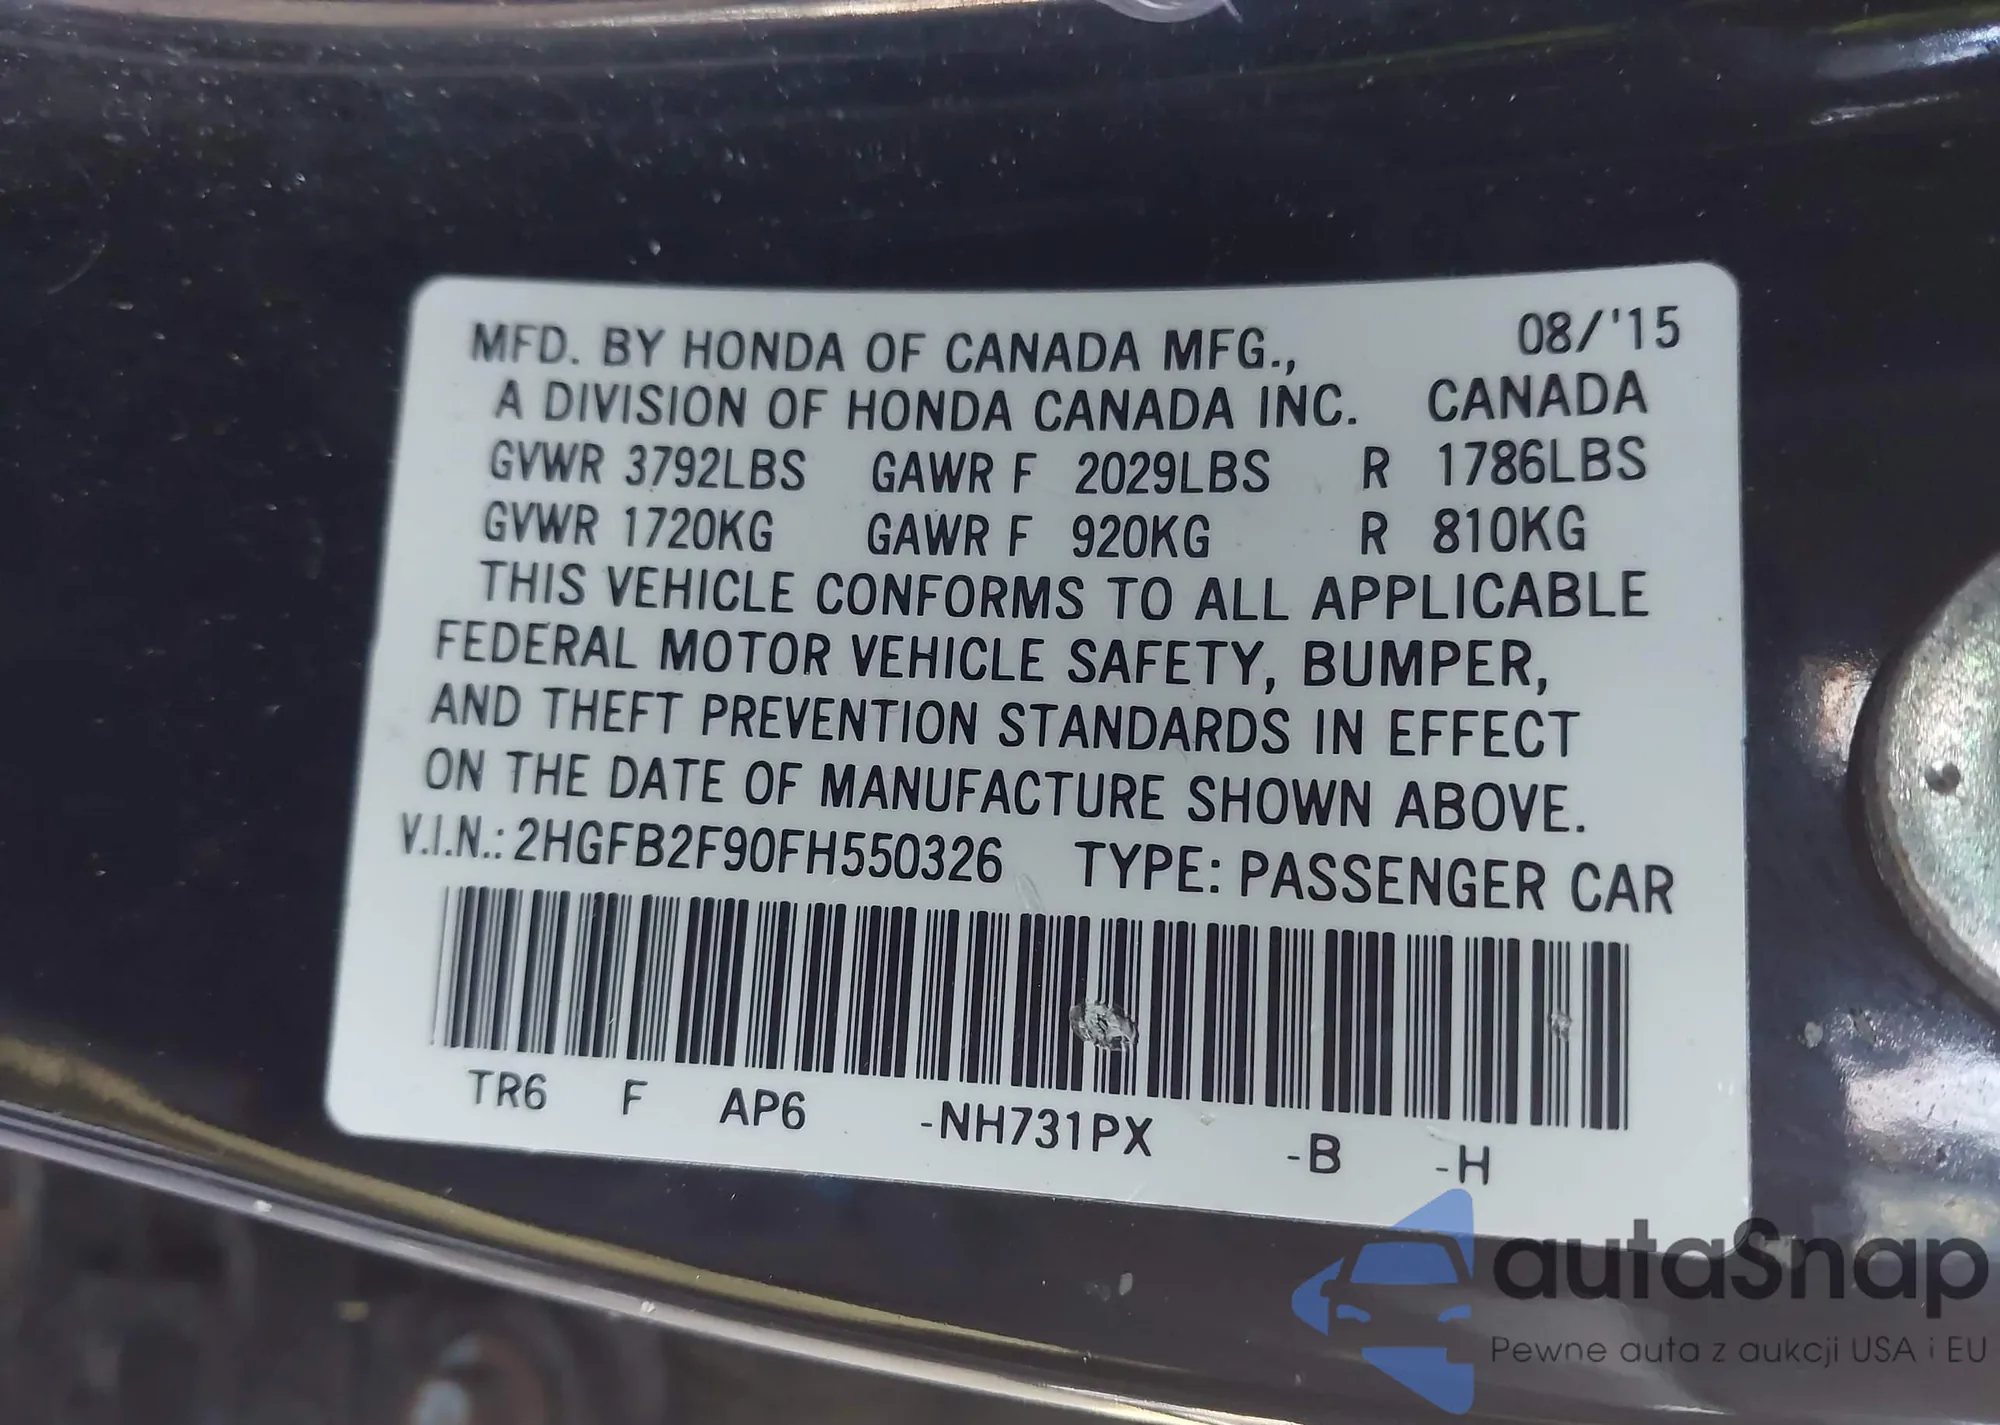 MFD. BY HONDA OF CANADA MFG., 08/'15
A DIVISION OF HONDA CANADA INC. CANADA
GVWR 3792LBS GAWR F 2029LBS R 1786LBS
GVWR 1720KG GAWR F 920KG R 810KG
THIS VEHICLE CONFORMS TO ALL APPLICABLE
FEDERAL MOTOR VEHICLE SAFETY, BUMPER,
AND THEFT PREVENTION STANDARDS IN EFFECT
ON THE DATE OF MANUFACTURE SHOWN ABOVE.
V.I.N.: 2HGFB2F90FH550326 TYPE: PASSENGER CAR
TR6 F AP6 -NH731PX -B -H
autaSnap
Pewne auta z aukcji USA i EU